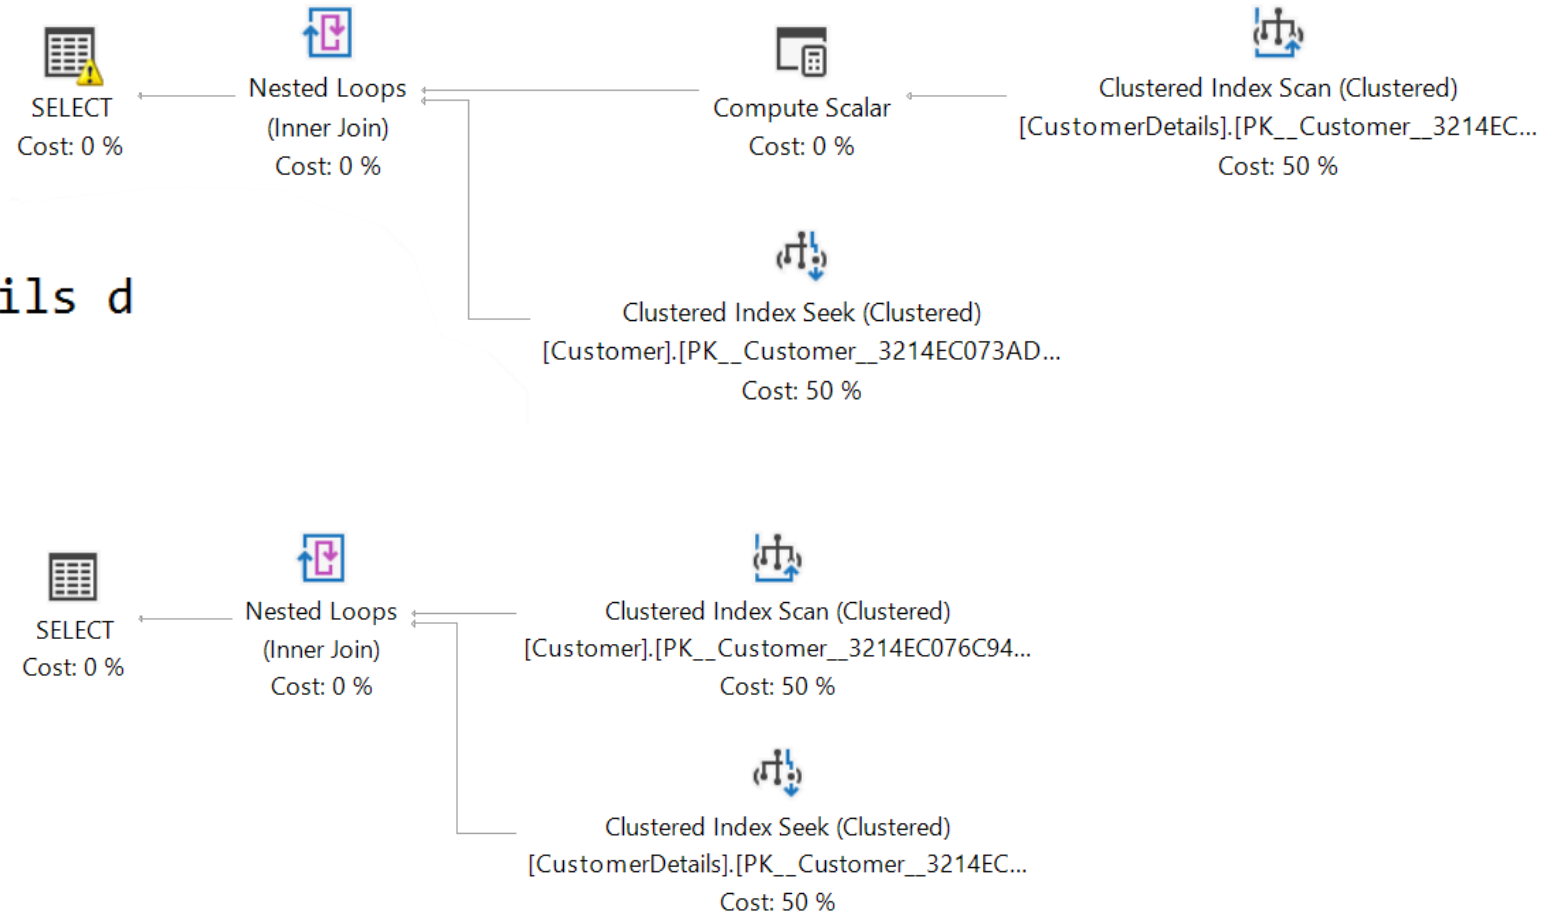 SELECT
Cost: 0 %
Nested Loops
(Inner Join)
Cost: 0 %
Compute Scalar
Cost: 0 %
Clustered Index Scan (Clustered)
[CustomerDetails].[PK__Customer__3214EC...
Cost: 50 %
Clustered Index Seek (Clustered)
[Customer].[PK__Customer__3214EC073AD...
Cost: 50 %
ils d
SELECT
Cost: 0 %
Nested Loops
(Inner Join)
Cost: 0 %
Clustered Index Scan (Clustered)
[Customer].[PK__Customer__3214EC076C94...
Cost: 50 %
Clustered Index Seek (Clustered)
[CustomerDetails].[PK__Customer__3214EC...
Cost: 50 %